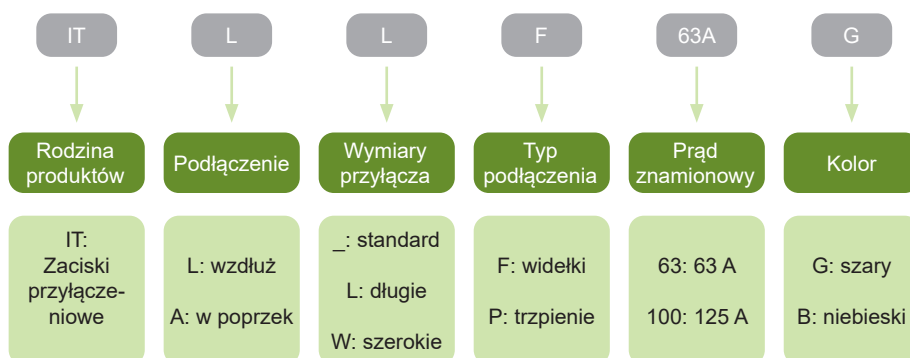 IT L L F 63A G
Rodzina
produktów
Podłączenie
Wymiary
przyłącza
Typ
podłączenia
Prąd
znamionowy
Kolor
IT:
Zaciski
przyłącze-
niowe
L: wzdłuż
A: w poprzek
_: standard
L: długie
W: szerokie
F: widełki
P: trzpienie
63: 63 A
100: 125 A
G: szary
B: niebieski